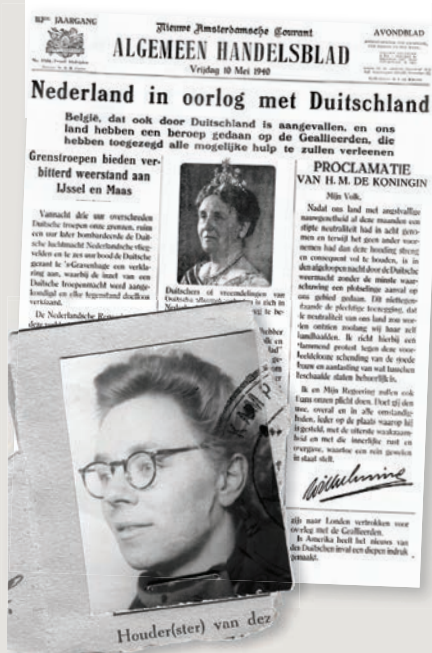 JAARGANG
Nieuwe Amsterdamsche Courant
AVONDBLAD
ALGEMEEN HANDELSBLAD
Vrijdag 10 Mei 1940
Nederland in oorlog met Duitschland
België, dat ook door Duitschland is aangevallen, en ons
land hebben een beroep gedaan op de Geallieerden, die
hebben toegezegd alle mogelijke hulp te zullen verleenen
Grenstroepen bieden ver-
bitterd weerstand aan
IJssel en Maas
Vannacht drie uur overschreden
Duitsche troepen onze grenzen, ruim
een uur later bombardeerde de Duit-
sche luchtmacht Nederlandsche vlieg-
velden en te zes uur bood de Duitsche
gezant te 's-Gravenhage een verkla-
ring aan, waarbij de inzet van een
Duitsche troepenmacht werd aange-
kondigd en elke tegenstand doelloos
verklaard.
De Nederlandsche
Duitschers of vreemdelingen van
PROCLAMATIE
VAN H. M. DE KONINGIN
Mijn Volk,
Nadat ons land met angstvallige
nauwgezetheid al deze maanden een
stipte neutraliteit had in acht geno-
men en terwijl het geen ander voor-
nemen had dan deze houding streng
en consequent vol te houden, is in
den afgeloopen nacht door de Duitsche
weermacht zonder de minste waar-
schuwing een plotselinge aanval op
ons gebied gedaan. Dit niettegen-
staande de plechtige toezegging, dat
de neutraliteit van ons land zou wor-
den ontzien zoolang wij haar zelf
handhaafden. Ik richt hierbij een
vlammend protest tegen deze voor-
beeldelooze schending van de goede
trouw en aantasting van wat tusschen
beschaafde staten behoorlijk is.
Ik en Mijn Regeering zullen ook
thans onzen plicht doen. Doet gij den
uwe, overal en in alle omstandig-
heden, ieder op de plaats waarop hij
is gesteld, met de uiterste waakzaam-
heid en met die innerlijke rust en
overgave, waartoe een rein geweten
in staat stelt.
Wilhelmina
zijn naar Londen vertrokken voor
overleg met de Geallieerden.
In Amerika heeft het nieuws van
den Duitschen inval een diepen indruk
gemaakt.
Houder(ster) van dez